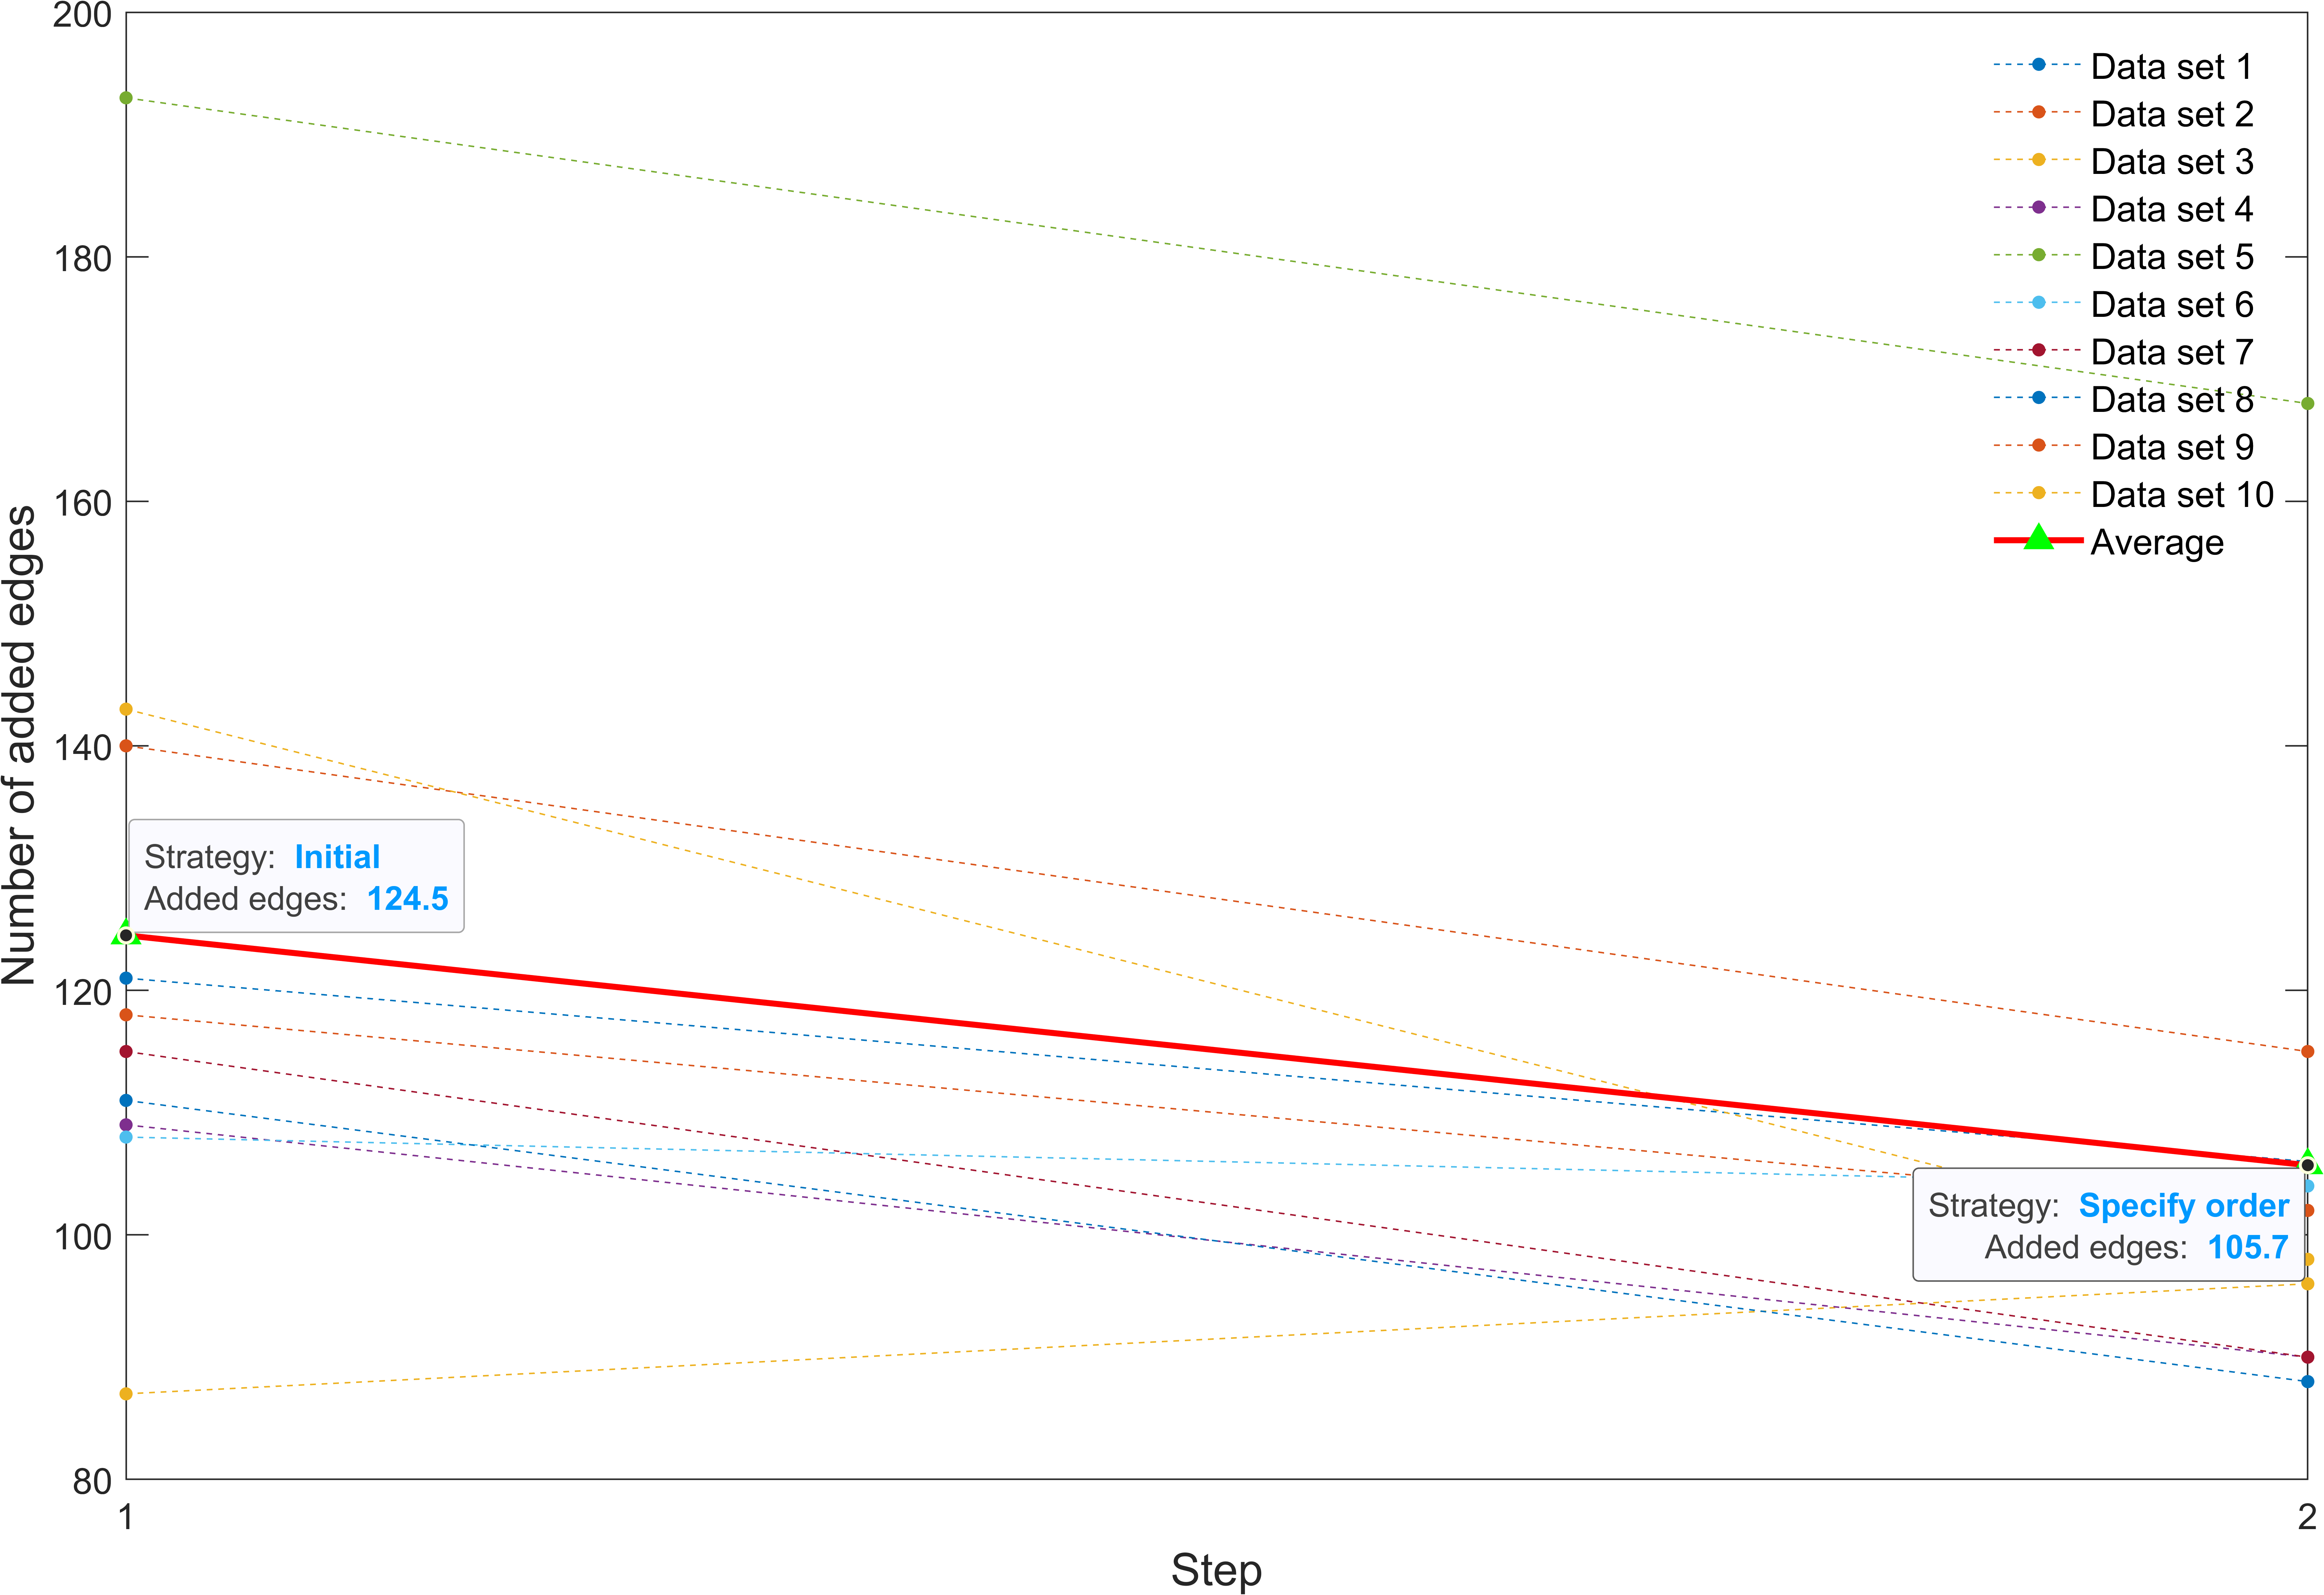 200
180
160
140
120
100
80
Number of added edges
1
2
Step
Data set 1
Data set 2
Data set 3
Data set 4
Data set 5
Data set 6
Data set 7
Data set 8
Data set 9
Data set 10
Average
Strategy: Initial
Added edges: 124.5
Strategy: Specify order
Added edges: 105.7